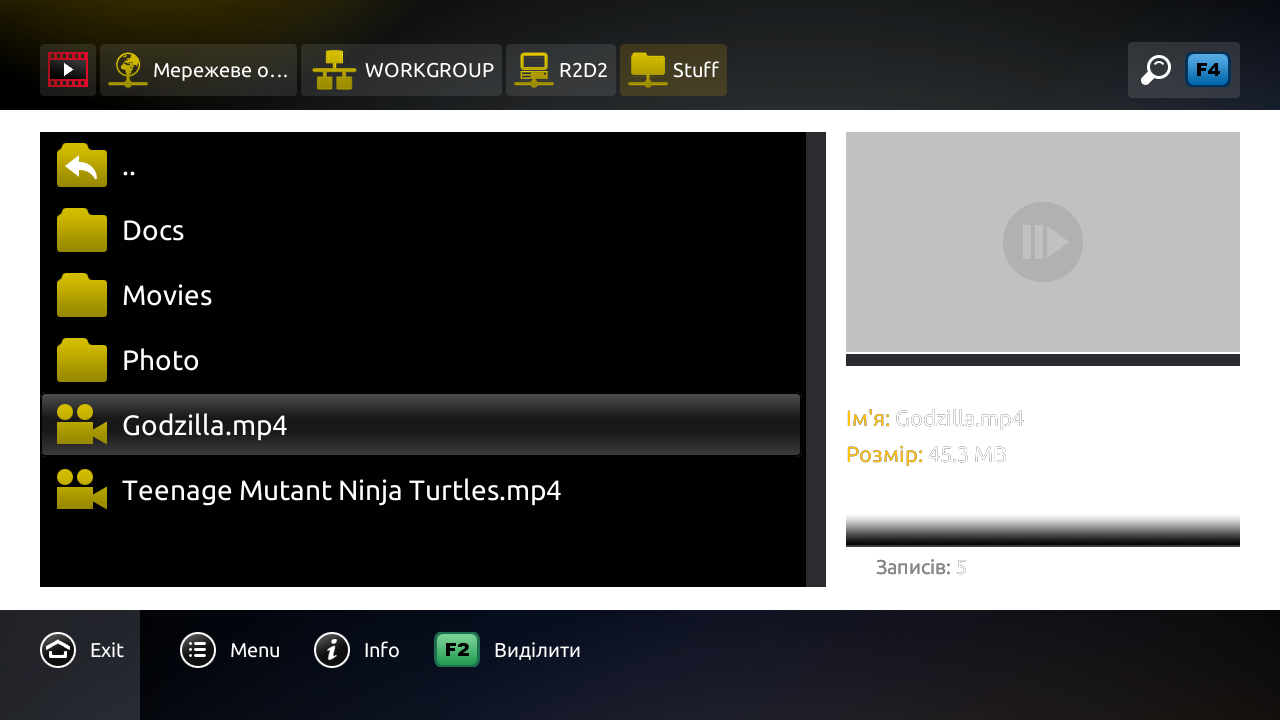 Мережеве о... WORKGROUP R2D2 Stuff F4
..
Docs
Movies
Photo
Godzilla.mp4
Teenage Mutant Ninja Turtles.mp4
Ім'я: Godzilla.mp4
Розмір: 45.3 MB
Записів: 5
Exit Menu Info F2 Виділити